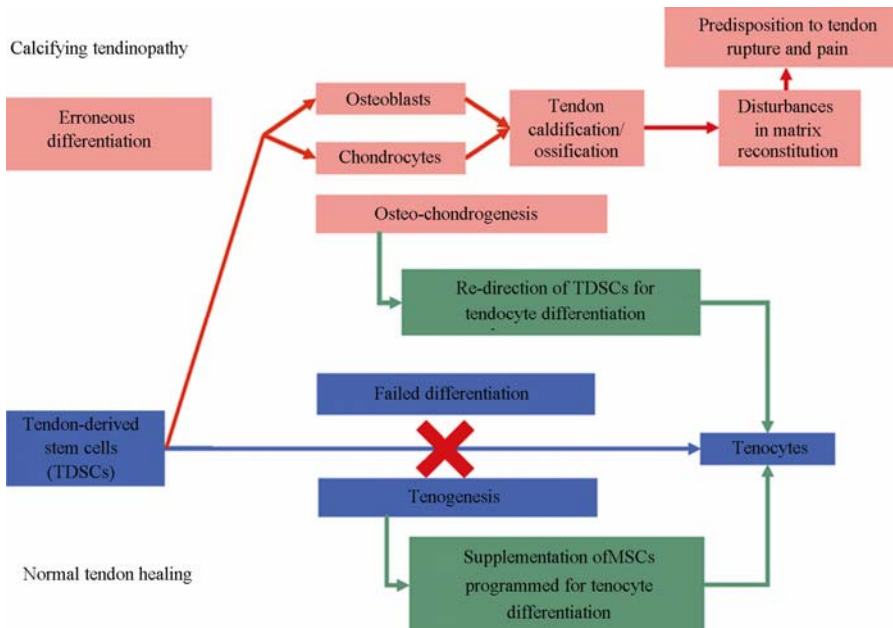 Calcifying tendinopathy
Predisposition to tendon
rupture and pain
Erroneous
differentiation
Osteoblasts
Chondrocytes
Tendon
caldification/
ossification
Disturbances
in matrix
reconstitution
Osteo-chondrogenesis
Re-direction of TDSCs for
tendocyte differentiation
Failed differentiation
Tendon-derived
stem cells
(TDSCs)
Tenocytes
Tenogenesis
Normal tendon healing
Supplementation ofMSCs
programmed for tenocyte
differentiation